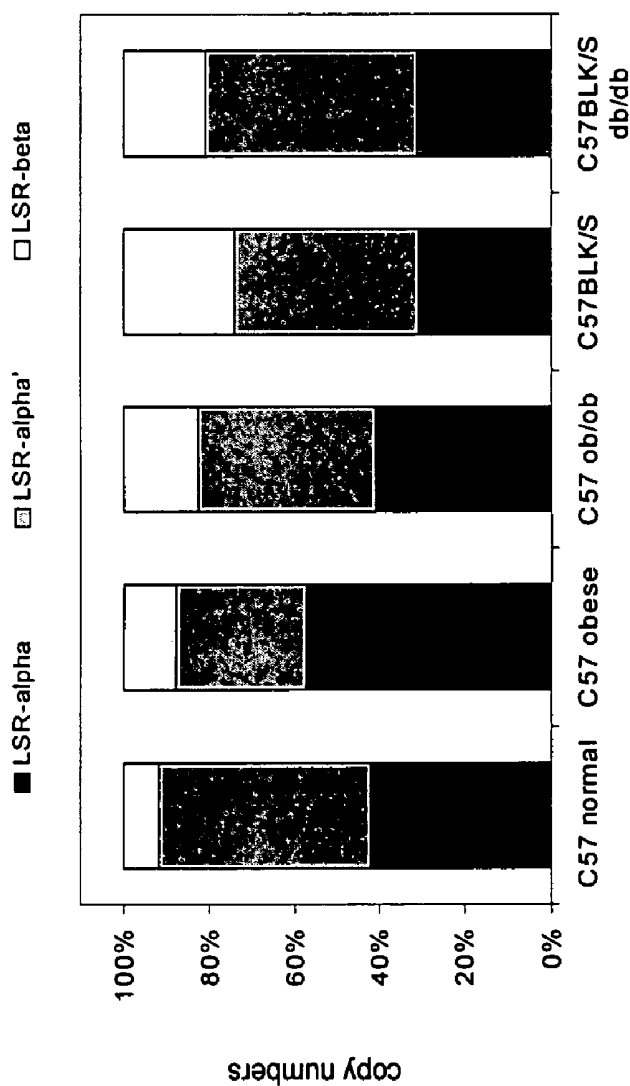 LSR-alpha LSR-alpha' LSR-beta
100%
80%
60%
40%
20%
0%
copy numbers
C57 normal
C57 obese
C57 ob/ob
C57BLK/S
C57BLK/S
db/db